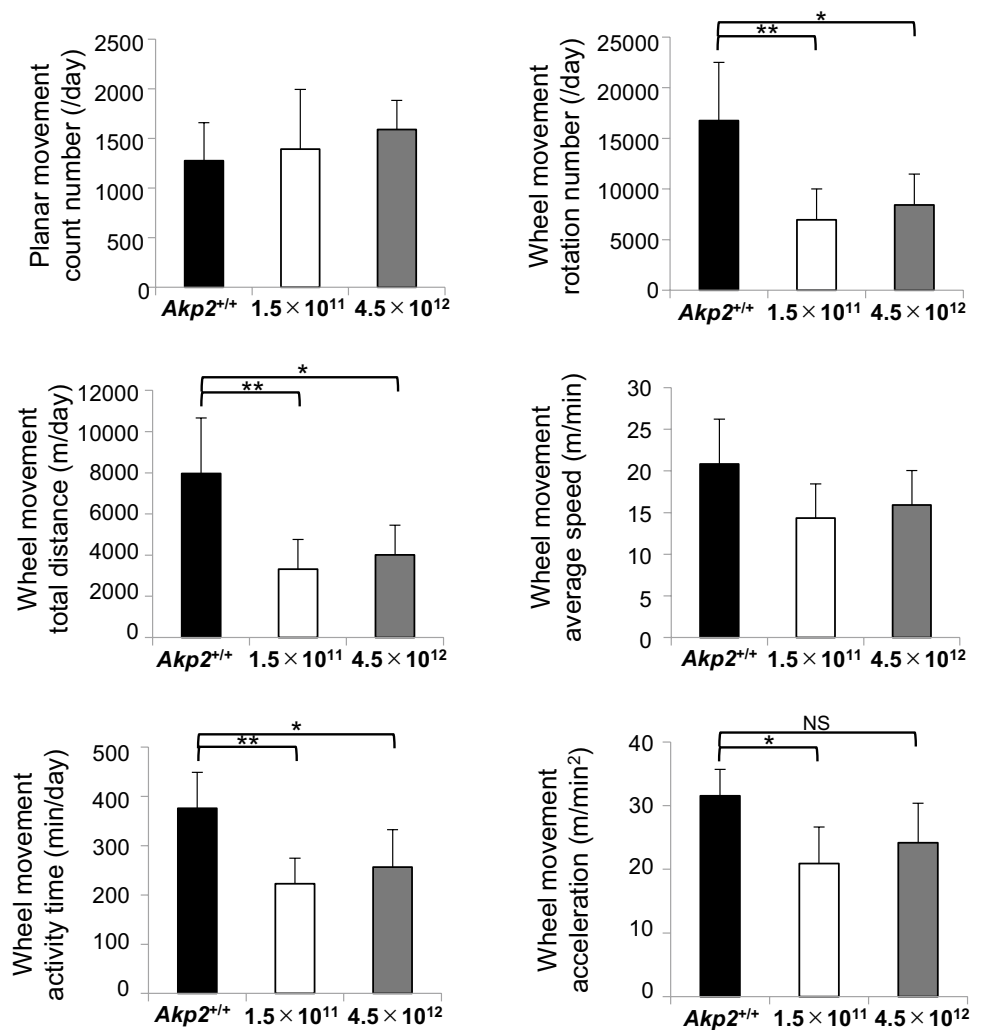 Planar movement
count number (/day)
2500
2000
1500
1000
500
0
Akp2+/+ 1.5×10¹¹ 4.5×10¹²
Wheel movement
rotation number (/day)
*
**
25000
20000
15000
10000
5000
0
Akp2+/+ 1.5×10¹¹ 4.5×10¹²
Wheel movement
total distance (m/day)
*
**
12000
10000
8000
6000
4000
2000
0
Akp2+/+ 1.5×10¹¹ 4.5×10¹²
Wheel movement
average speed (m/min)
30
25
20
15
10
5
0
Akp2+/+ 1.5×10¹¹ 4.5×10¹²
Wheel movement
activity time (min/day)
*
**
500
400
300
200
100
0
Akp2+/+ 1.5×10¹¹ 4.5×10¹²
Wheel movement
acceleration (m/min²)
NS
*
40
30
20
10
0
Akp2+/+ 1.5×10¹¹ 4.5×10¹²